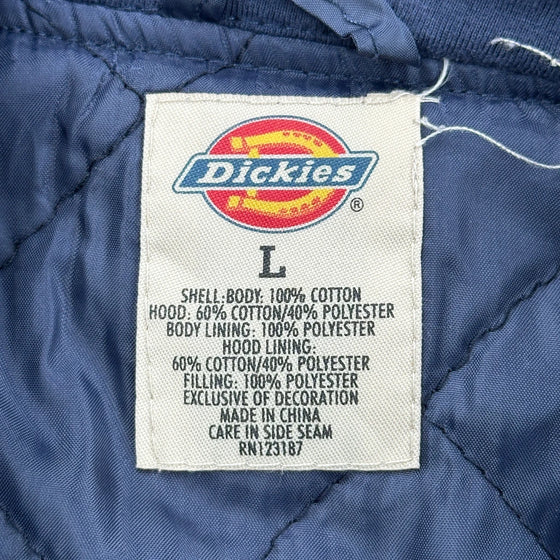 Dickies
®
L
SHELL:BODY: 100% COTTON
HOOD: 60% COTTON/40% POLYESTER
BODY LINING: 100% POLYESTER
HOOD LINING:
60% COTTON/40% POLYESTER
FILLING: 100% POLYESTER
EXCLUSIVE OF DECORATION
MADE IN CHINA
CARE IN SIDE SEAM
RN123187